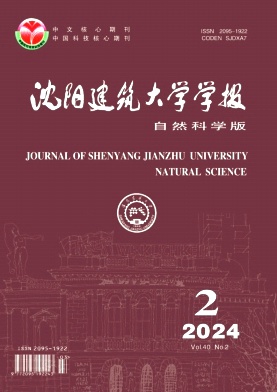 中文核心期刊
中国科技核心期刊
ISSN 2095-1922
CODEN SJDXA7
沈阳建筑大学学报
自然科学版
JOURNAL OF SHENYANG JIANZHU UNIVERSITY
NATURAL SCIENCE
2
2024
Vol.40 No.2
ISSN 2095-1922